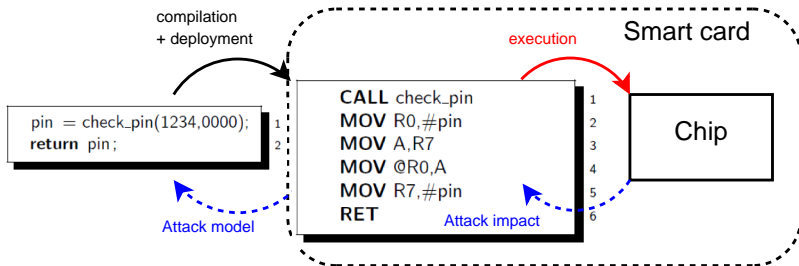 compilation
+ deployment
execution
Smart card
pin = check_pin(1234,0000); 1
return pin; 2
CALL check_pin 1
MOV R0,#pin 2
MOV A,R7 3
MOV @R0,A 4
MOV R7,#pin 5
RET 6
Chip
Attack model
Attack impact